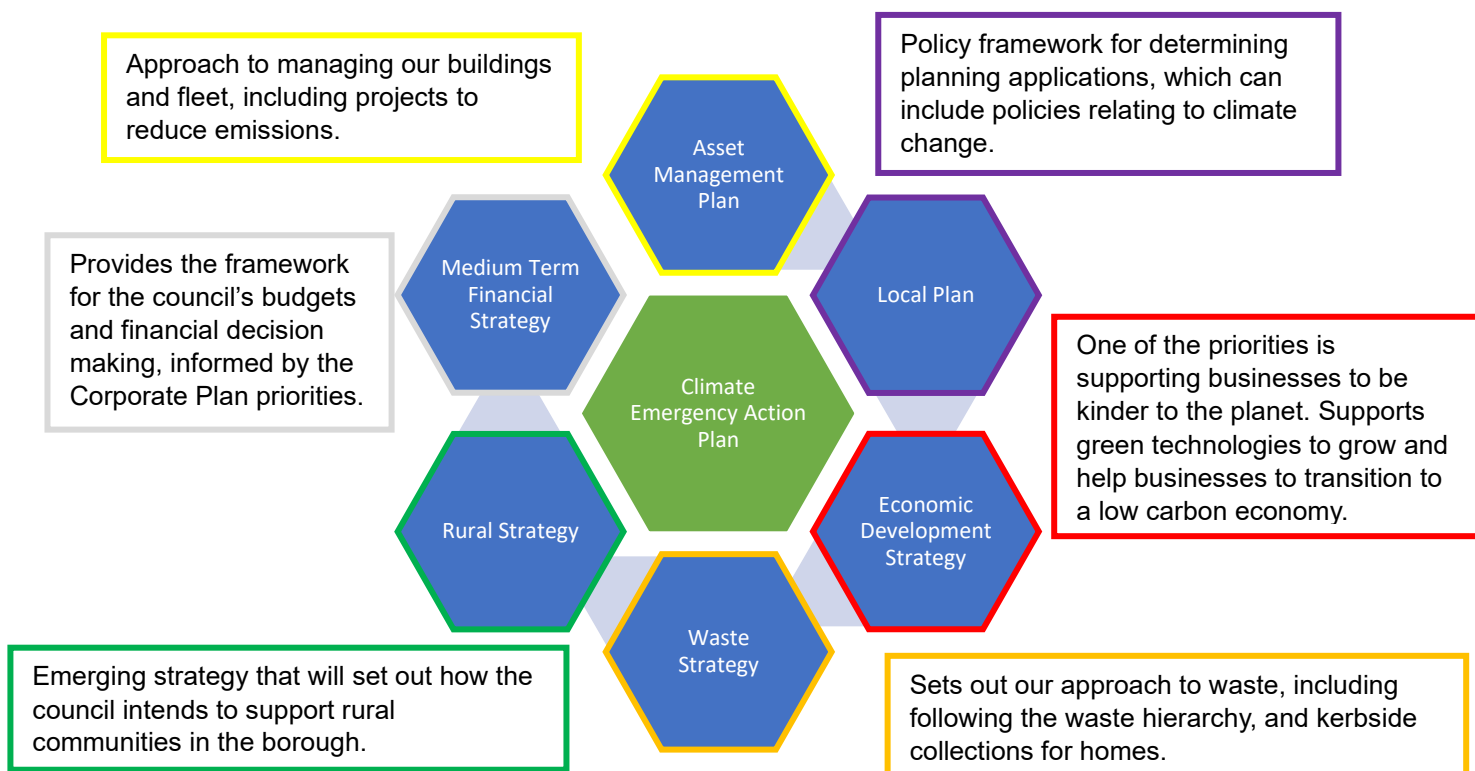 Approach to managing our buildings
and fleet, including projects to
reduce emissions.
Policy framework for determining
planning applications, which can
include policies relating to climate
change.
Asset
Management
Plan
Medium Term
Financial
Strategy
Local Plan
Provides the framework
for the council’s budgets
and financial decision
making, informed by the
Corporate Plan priorities.
Climate
Emergency Action
Plan
One of the priorities is
supporting businesses to be
kinder to the planet. Supports
green technologies to grow and
help businesses to transition to
a low carbon economy.
Rural Strategy
Economic
Development
Strategy
Waste
Strategy
Emerging strategy that will set out how the
council intends to support rural
communities in the borough.
Sets out our approach to waste, including
following the waste hierarchy, and kerbside
collections for homes.